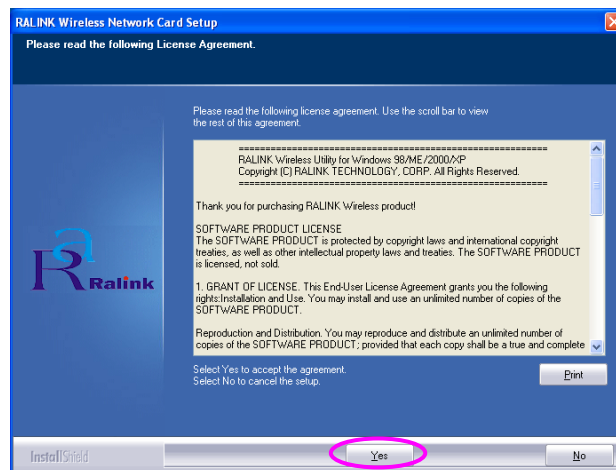 RALINK Wireless Network Card Setup
Please read the following License Agreement.
Please read the following license agreement. Use the scroll bar to view
the rest of this agreement.
============================================================
RALINK Wireless Utility for Windows 98/ME/2000/XP
Copyright (C) RALINK TECHNOLOGY, CORP. All Rights Reserved.
============================================================
Thank you for purchasing RALINK Wireless product!
SOFTWARE PRODUCT LICENSE
The SOFTWARE PRODUCT is protected by copyright laws and international copyright
treaties, as well as other intellectual property laws and treaties. The SOFTWARE PRODUCT
is licensed, not sold.
1. GRANT OF LICENSE. This End-User License Agreement grants you the following
rights:Installation and Use. You may install and use an unlimited number of copies of the
SOFTWARE PRODUCT.
Reproduction and Distribution. You may reproduce and distribute an unlimited number of
copies of the SOFTWARE PRODUCT; provided that each copy shall be a true and complete
Ralink
Select Yes to accept the agreement.
Select No to cancel the setup.
Print
InstallShield
Yes
No